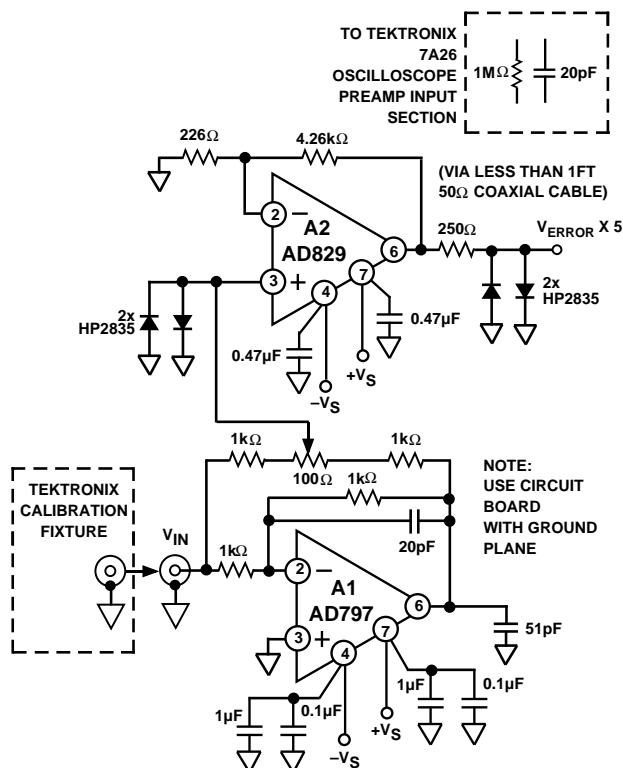 TO TEKTRONIX
7A26
OSCILLOSCOPE
PREAMP INPUT
SECTION
1MΩ
20pF
226Ω
4.26kΩ
(VIA LESS THAN 1FT
50Ω COAXIAL CABLE)
2
−
A2
AD829
6
250Ω
VERROR X 5
3
+
7
4
2x
HP2835
2x
HP2835
0.47µF
0.47µF
+VS
−VS
1kΩ
100Ω
1kΩ
NOTE:
USE CIRCUIT
BOARD
WITH GROUND
PLANE
1kΩ
20pF
TEKTRONIX
CALIBRATION
FIXTURE
VIN
1kΩ
2
−
A1
AD797
6
3
+
7
4
51pF
1µF
0.1µF
1µF
0.1µF
+VS
−VS